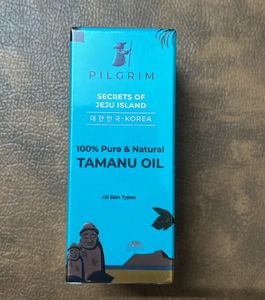 PILGRIM
SECRETS OF
JEJU ISLAND
대한민국·KOREA
100% Pure & Natural
TAMANU OIL
All Skin Types